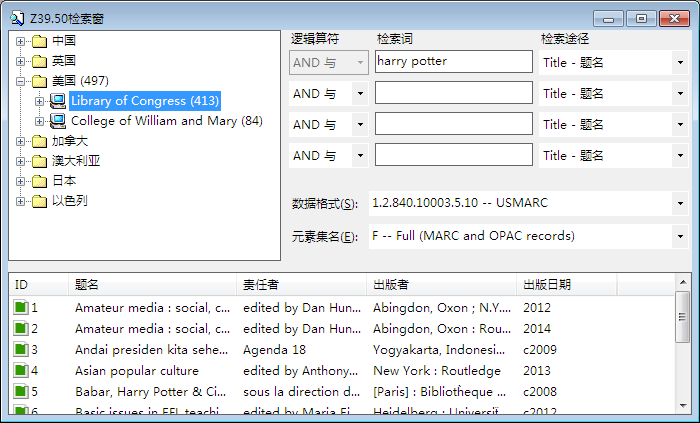 Z39.50检索窗
中国
英国
美国 (497)
Library of Congress (413)
College of William and Mary (84)
加拿大
澳大利亚
日本
以色列
逻辑算符 检索词 检索途径
AND 与 harry potter Title - 题名
AND 与 Title - 题名
AND 与 Title - 题名
AND 与 Title - 题名
数据格式(S): 1.2.840.10003.5.10 -- USMARC
元素集名(E): F -- Full (MARC and OPAC records)
ID 题名 责任者 出版者 出版日期
1 Amateur media : social, c... edited by Dan Hun... Abingdon, Oxon ; N.Y.... 2012
2 Amateur media : social, c... edited by Dan Hun... Abingdon, Oxon : Rou... 2014
3 Andai presiden kita sehe... Agenda 18 Yogyakarta, Indonesi... c2009
4 Asian popular culture edited by Anthony... New York : Routledge 2013
5 Babar, Harry Potter & Ci... sous la direction d... [Paris] : Bibliotheque ... c2008
6 Basic issues in EFL teachi... edited by Maria Ei... Heidelberg : Universit... c2012